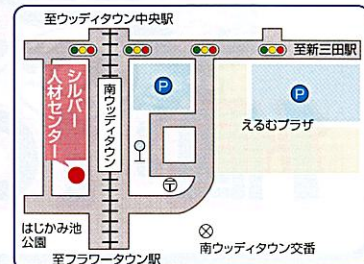 至ウッディタウン中央駅
至新三田駅
シルバー
人材センター
南ウッディタウン
P
P
えるむプラザ
〒
はじかみ池
公園
南ウッディタウン交番
至フラワータウン駅